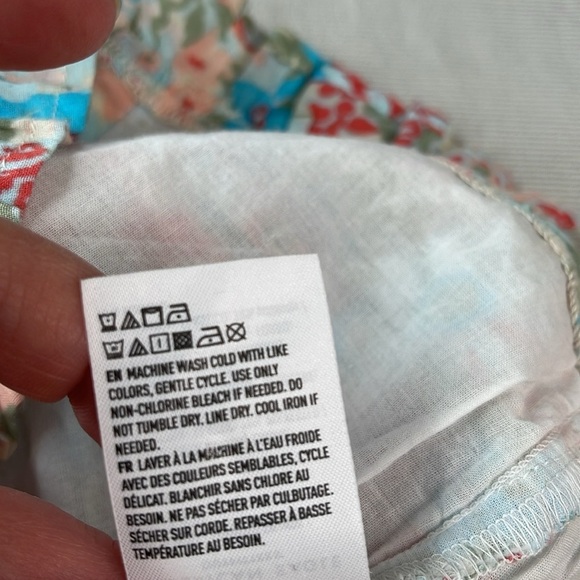 EN MACHINE WASH COLD WITH LIKE
COLORS, GENTLE CYCLE. USE ONLY
NON-CHLORINE BLEACH IF NEEDED. DO
NOT TUMBLE DRY. LINE DRY. COOL IRON IF
NEEDED.
FR LAVER À LA MACHINE À L'EAU FROIDE
AVEC DES COULEURS SEMBLABLES, CYCLE
DÉLICAT. BLANCHIR SANS CHLORE AU
BESOIN. NE PAS SÉCHER PAR CULBUTAGE.
SÉCHER SUR CORDE. REPASSER À BASSE
TEMPÉRATURE AU BESOIN.